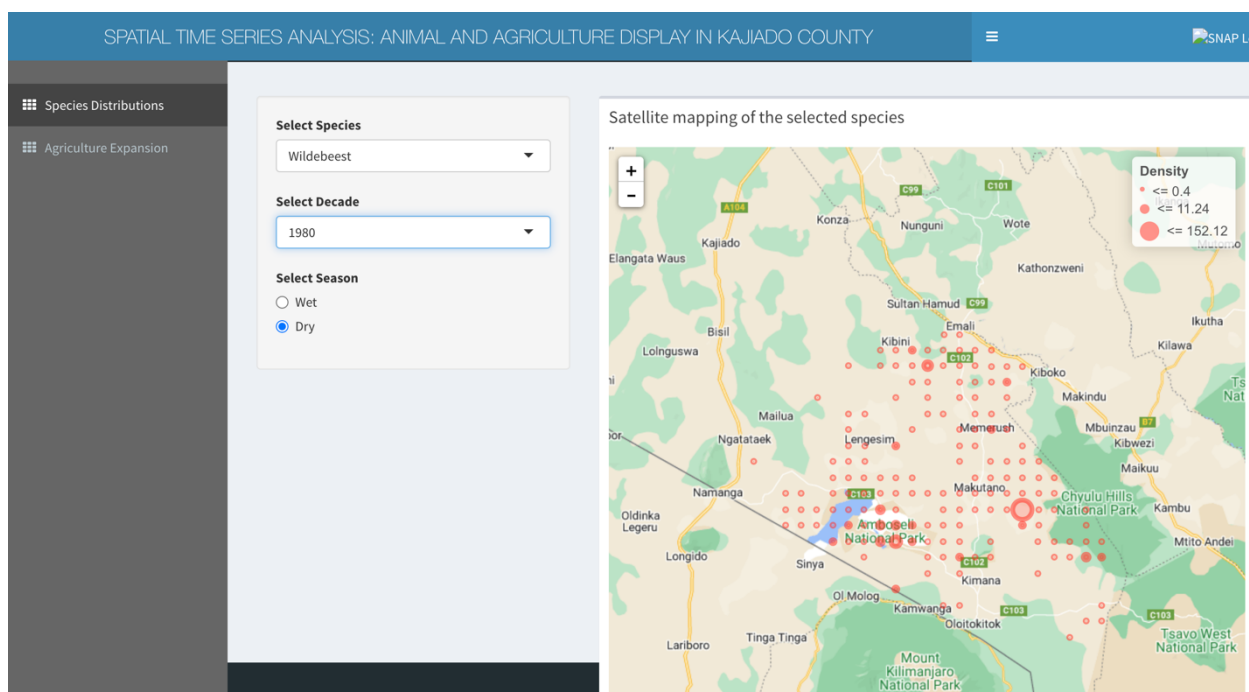 SPATIAL TIME SERIES ANALYSIS: ANIMAL AND AGRICULTURE DISPLAY IN KAJIADO COUNTY
SNAP L
Species Distributions
Agriculture Expansion
Select Species
Wildebeest
Select Decade
1980
Select Season
Wet
Dry
Satellite mapping of the selected species
+
-
Density
<= 0.4
<= 11.24
<= 152.12
C99
C101
A104
Konza
Nunguni
Wote
Mutomo
Kajiado
Elangata Waus
Kathonzweni
Sultan Hamud
C99
Ikutha
Bisil
Emali
Kibini
Kilawa
Lolnguswa
C102
Kiboko
Ts
Nat
Makindu
Mailua
Memerush
Mbuinzau
B7
Ngatataek
Lengesim
Kibwezi
Maikuu
Namanga
C103
Makutano
Chyulu Hills
National Park
Kambu
Oldinka
Legeru
Amboseli
National Park
Mtito Andei
Longido
Sinya
C102
Kimana
Ol Molog
Kamwanga
C103
C103
Oloitokitok
Tinga Tinga
Lariboro
Tsavo West
National Park
Mount
Kilimanjaro
National Park